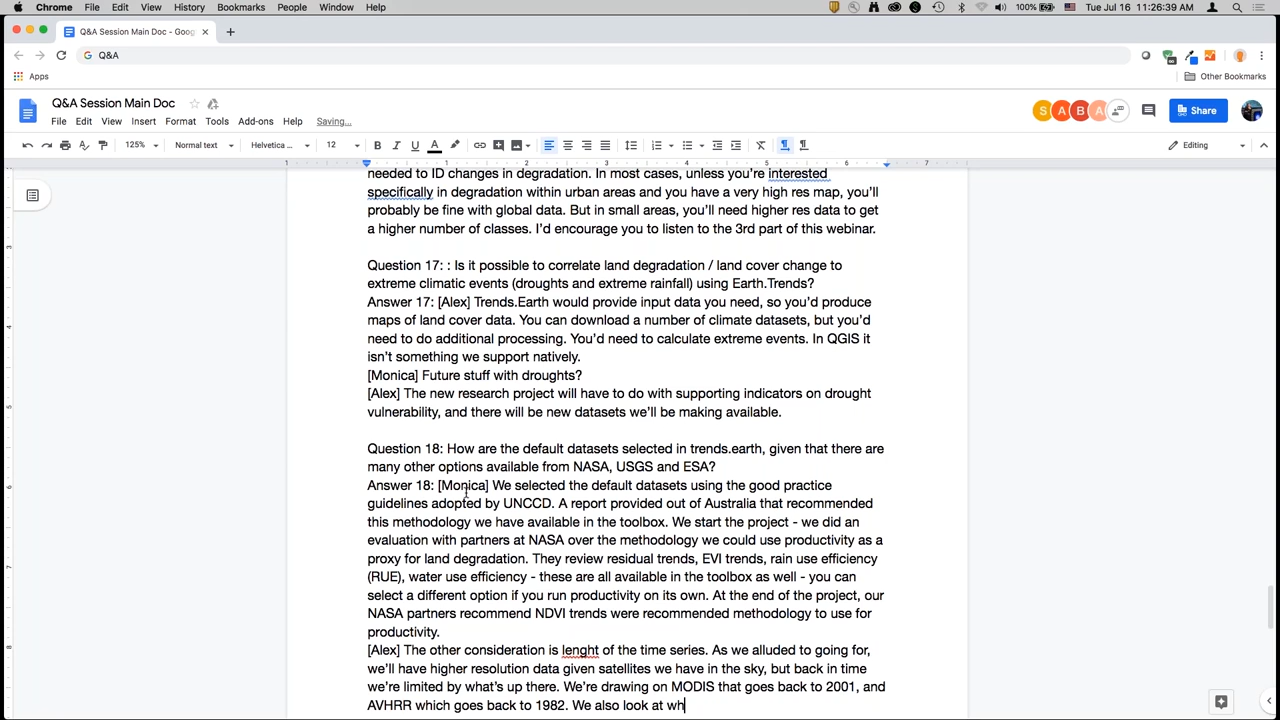 Chrome File Edit View History Bookmarks People Window Help 100% Tue Jul 16 11:26:39 AM
Q&A Session Main Doc - Goog
Q&A
Apps Other Bookmarks
Q&A Session Main Doc
File Edit View Insert Format Tools Add-ons Help Saving...
S A B A Share
125% Normal text Helvetica ... 12 B I U A Editing
1 1 2 3 4 5 6 7
needed to ID changes in degradation. In most cases, unless you're interested
specifically in degradation within urban areas and you have a very high res map, you'll
probably be fine with global data. But in small areas, you'll need higher res data to get
a higher number of classes. I'd encourage you to listen to the 3rd part of this webinar.
Question 17: : Is it possible to correlate land degradation / land cover change to
extreme climatic events (droughts and extreme rainfall) using Earth.Trends?
Answer 17: [Alex] Trends.Earth would provide input data you need, so you'd produce
maps of land cover data. You can download a number of climate datasets, but you'd
need to do additional processing. You'd need to calculate extreme events. In QGIS it
isn't something we support natively.
[Monica] Future stuff with droughts?
[Alex] The new research project will have to do with supporting indicators on drought
vulnerability, and there will be new datasets we'll be making available.
Question 18: How are the default datasets selected in trends.earth, given that there are
many other options available from NASA, USGS and ESA?
Answer 18: [Monica] We selected the default datasets using the good practice
guidelines adopted by UNCCD. A report provided out of Australia that recommended
this methodology we have available in the toolbox. We start the project - we did an
evaluation with partners at NASA over the methodology we could use productivity as a
proxy for land degradation. They review residual trends, EVI trends, rain use efficiency
(RUE), water use efficiency - these are all available in the toolbox as well - you can
select a different option if you run productivity on its own. At the end of the project, our
NASA partners recommend NDVI trends were recommended methodology to use for
productivity.
[Alex] The other consideration is lenght of the time series. As we alluded to going for,
we'll have higher resolution data given satellites we have in the sky, but back in time
we're limited by what's up there. We're drawing on MODIS that goes back to 2001, and
AVHRR which goes back to 1982. We also look at wh